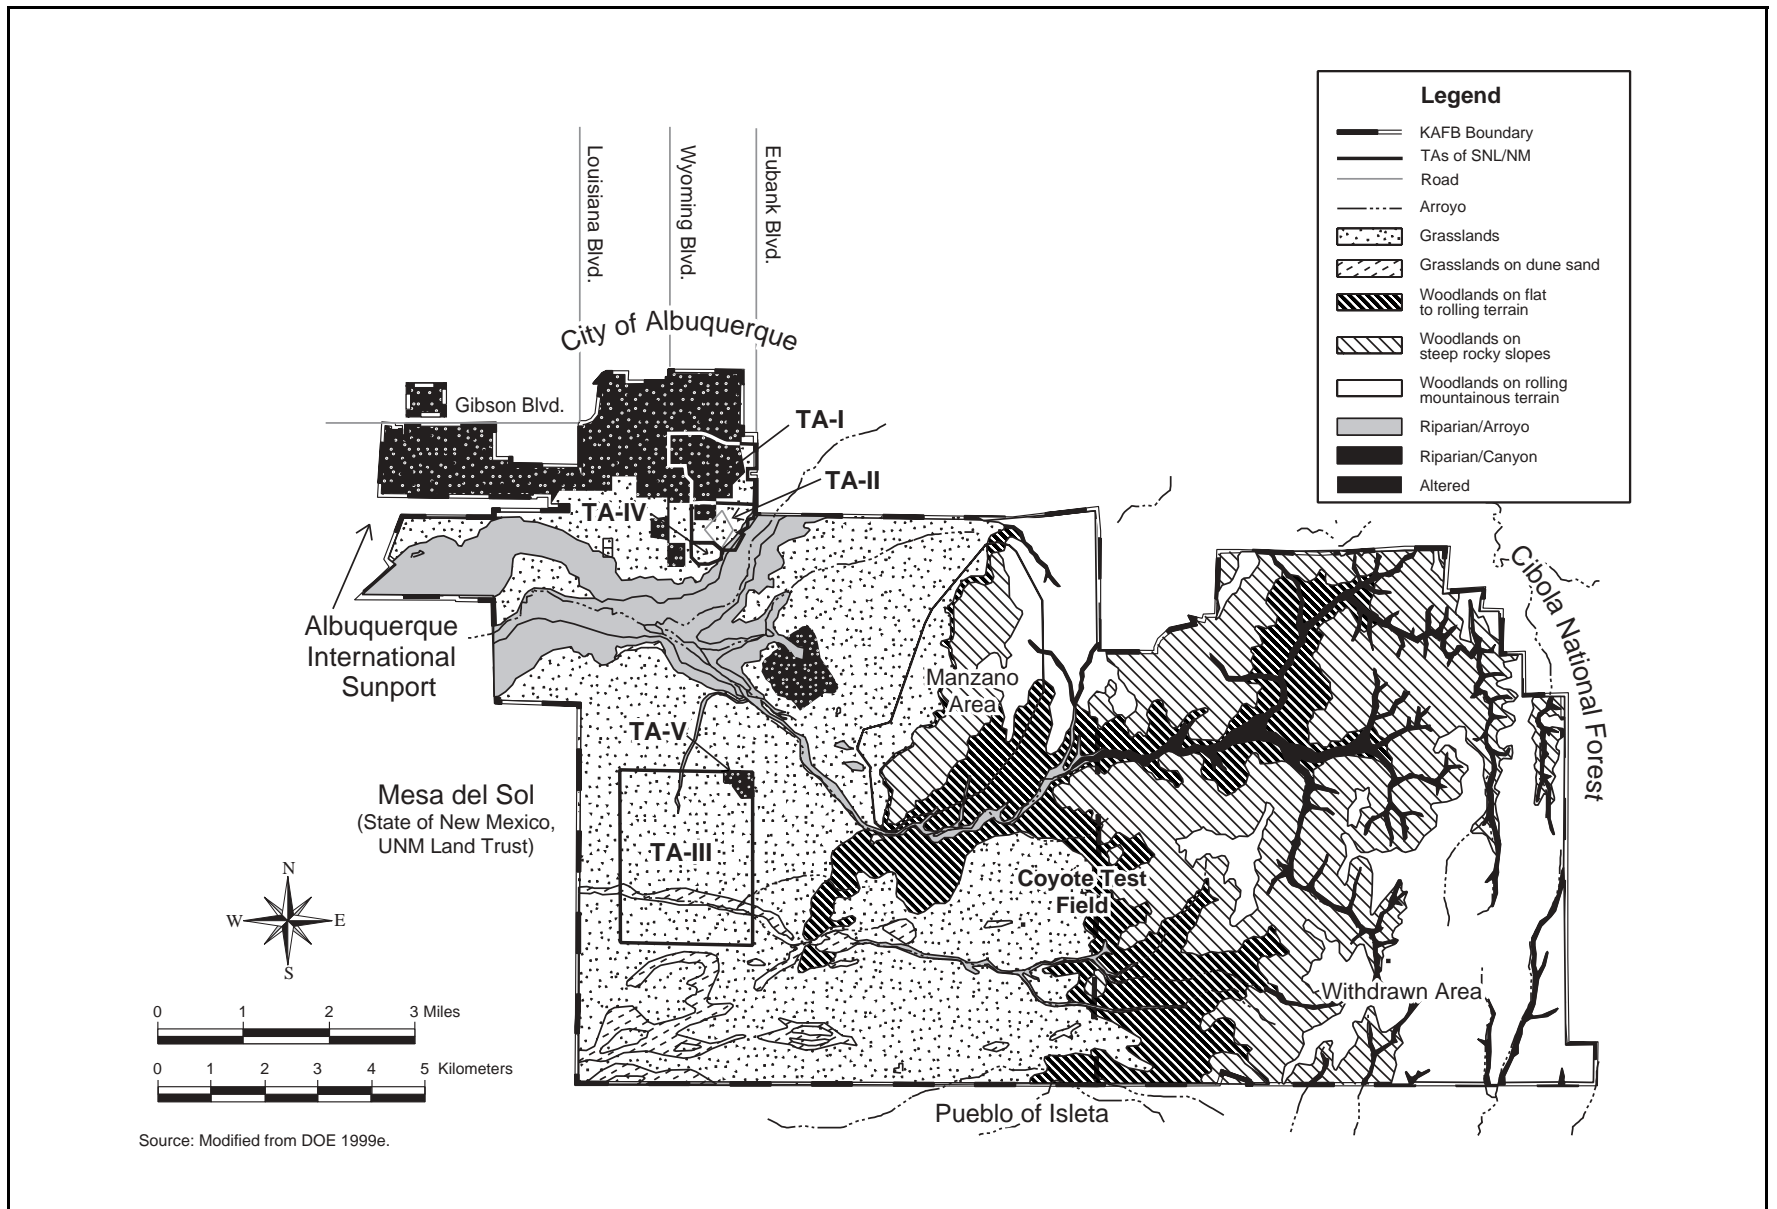 Legend
KAFB Boundary
TAs of SNL/NM
Road
Arroyo
Grasslands
Grasslands on dune sand
Woodlands on flat
to rolling terrain
Woodlands on
steep rocky slopes
Woodlands on rolling
mountainous terrain
Riparian/Arroyo
Riparian/Canyon
Altered
Louisiana Blvd.
Wyoming Blvd.
Eubank Blvd.
City of Albuquerque
Gibson Blvd.
TA-I
TA-II
TA-IV
Cibola National Forest
Albuquerque
International
Sunport
Manzano
Area
TA-V
Mesa del Sol
(State of New Mexico,
UNM Land Trust)
TA-III
Coyote Test
Field
N
W E
S
Withdrawn Area
0 1 2 3 Miles
0 1 2 3 4 5 Kilometers
Pueblo of Isleta
Source: Modified from DOE 1999e.